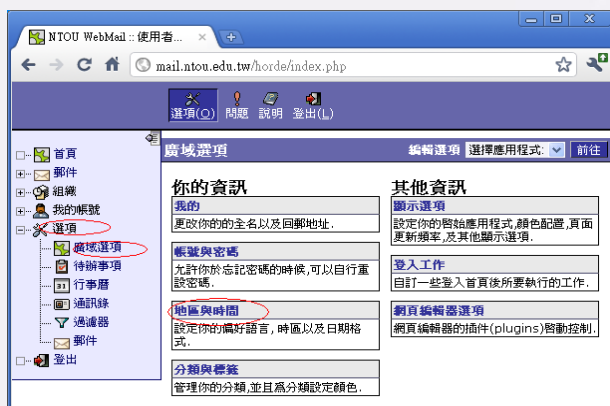 NTOU WebMail :: 使用者...
mail.ntou.edu.tw/horde/index.php
選項(O) 問題 說明 登出(L)
首頁
郵件
組織
我的帳號
選項
廣域選項
待辦事項
行事曆
通訊錄
過濾器
郵件
登出
廣域選項 編輯選項 選擇應用程式: 前往
你的資訊
我的
更改你的的全名以及回郵地址.
帳號與密碼
允許你於忘記密碼的時候,可以自行重
設密碼.
地區與時間
設定你的偏好語言, 時區以及日期格
式.
分類與標籤
管理你的分類,並且為分類設定顏色.
其他資訊
顯示選項
設定你的啓始應用程式,顏色配置,頁面
更新頻率,及其他顯示選項.
登入工作
自訂一些登入首頁後所要執行的工作.
網頁編輯器選項
網頁編輯器的插件(plugins)啓動控制.